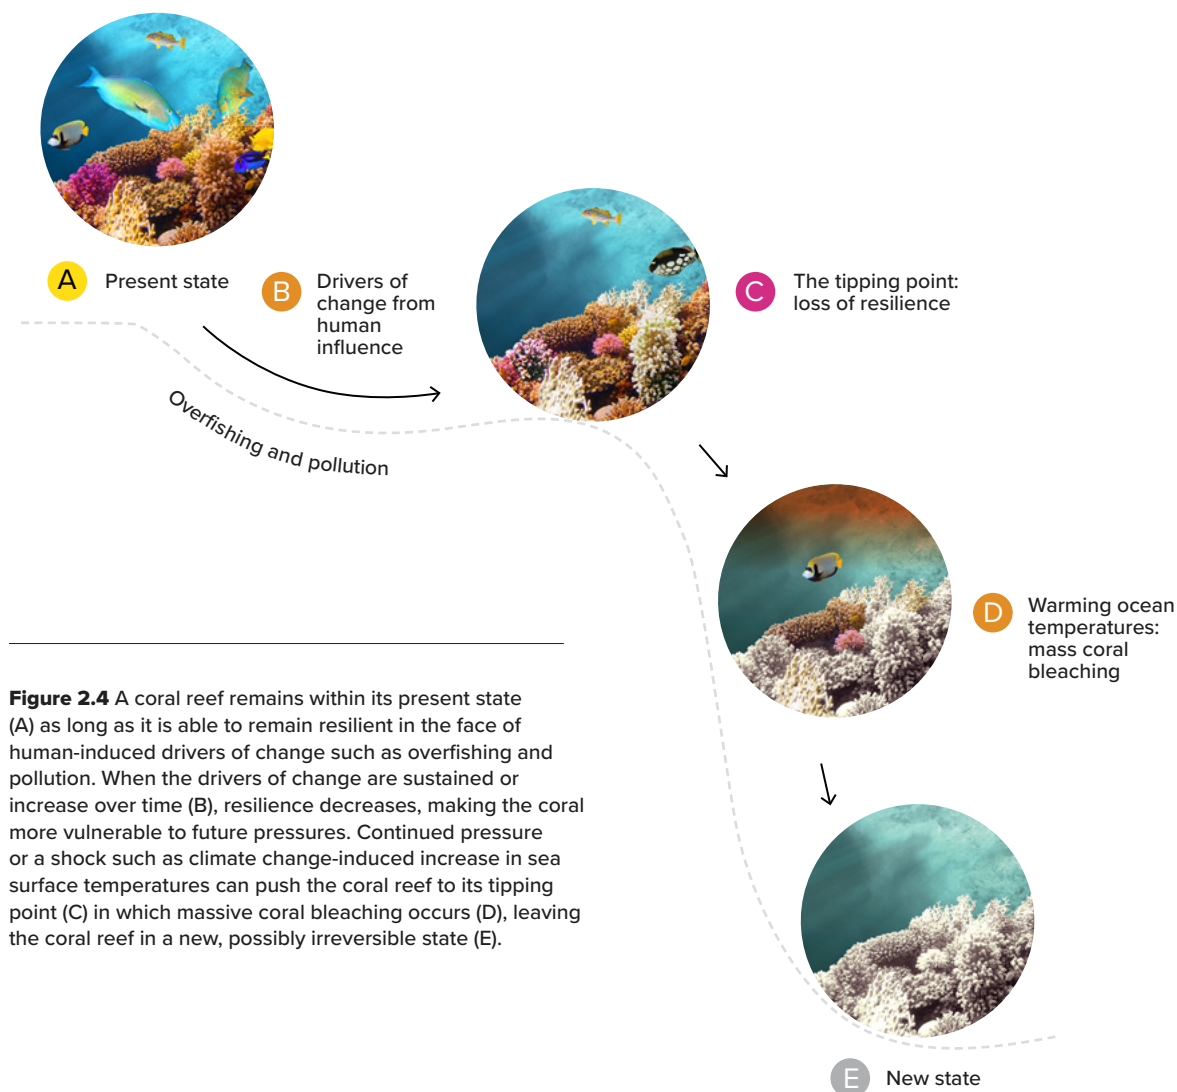 A
Present state
B
Drivers of
change from
human
influence
C
The tipping point:
loss of resilience
Overfishing and pollution
D
Warming ocean
temperatures:
mass coral
bleaching
Figure 2.4 A coral reef remains within its present state
(A) as long as it is able to remain resilient in the face of
human-induced drivers of change such as overfishing and
pollution. When the drivers of change are sustained or
increase over time (B), resilience decreases, making the coral
more vulnerable to future pressures. Continued pressure
or a shock such as climate change-induced increase in sea
surface temperatures can push the coral reef to its tipping
point (C) in which massive coral bleaching occurs (D), leaving
the coral reef in a new, possibly irreversible state (E).
E
New state